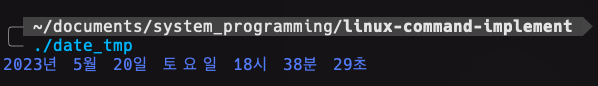 ~/documents/system_programming/linux-command-implement
./date_tmp
2023년 5월 20일 토요일 18시 38분 29초